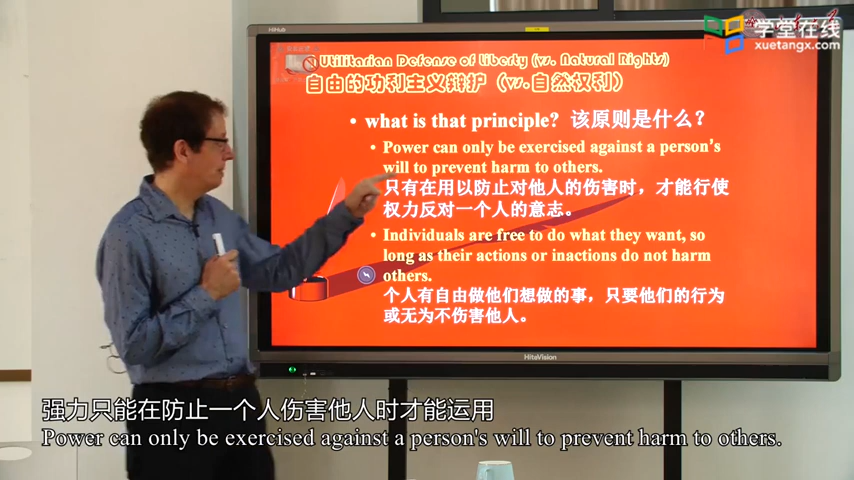 HiHub
学堂在线
xuetangx.com
Utilitarian Defense of Liberty (vs. Natural Rights)
自由的功利主义辩护（vs.自然权利）
• what is that principle? 该原则是什么？
• Power can only be exercised against a person's
will to prevent harm to others.
只有在用以防止对他人的伤害时，才能行使
权力反对一个人的意志。
• Individuals are free to do what they want, so
long as their actions or inactions do not harm
others.
个人有自由做他们想做的事，只要他们的行为
或无为不伤害他人。
HiteVision
强力只能在防止一个人伤害他人时才能运用
Power can only be exercised against a person's will to prevent harm to others.